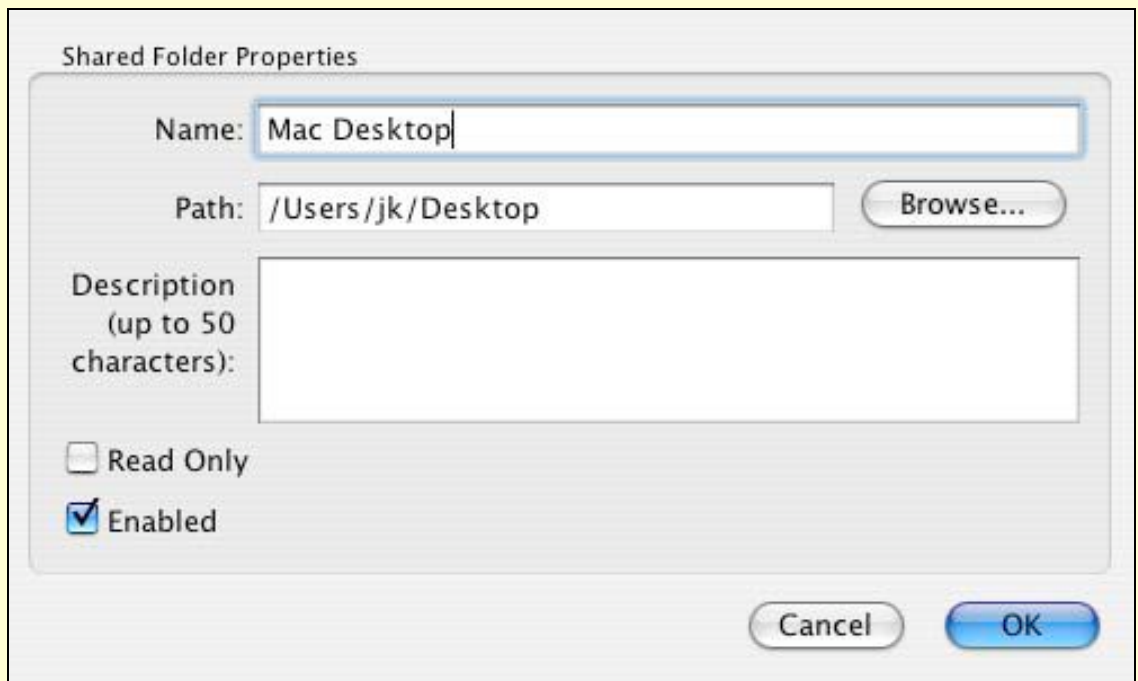 Shared Folder Properties
Name: Mac Desktop
Path: /Users/jk/Desktop Browse...
Description
(up to 50
characters):
Read Only
Enabled
Cancel OK